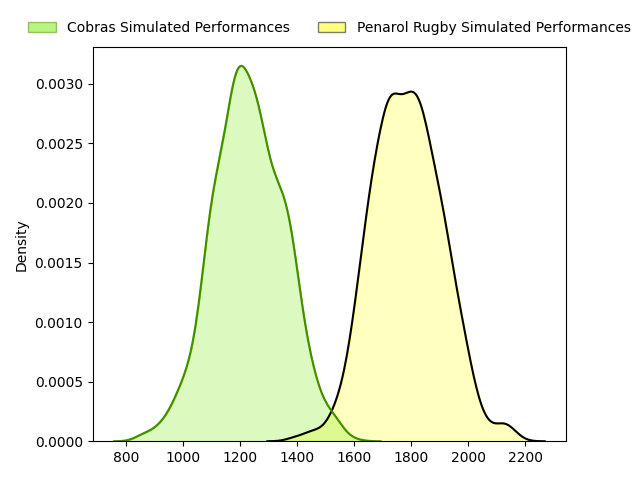 Cobras Simulated Performances
Penarol Rugby Simulated Performances
Density
0.0030
0.0025
0.0020
0.0015
0.0010
0.0005
0.0000
800 1000 1200 1400 1600 1800 2000 2200